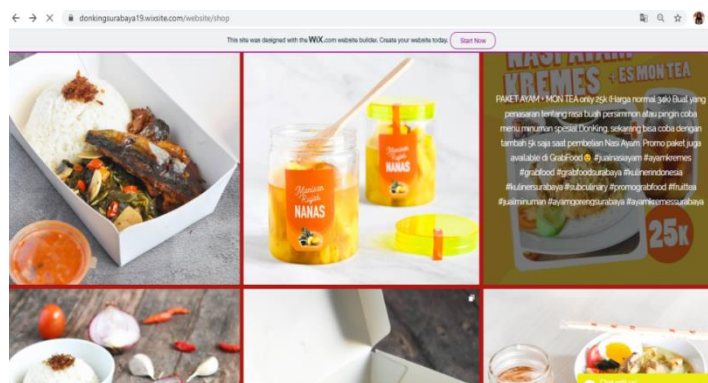 donkingsurabaya19.wixsite.com/website/shop
This site was designed with the WiX.com website builder. Create your website today. Start Now
NASI AYAM
KREMES + ES MON TEA
PAKET AYAM + MON TEA only 25k (Harga normal 34k) Buat yang
penasaran tentang rasa buah persimmon atau pingin coba
menu minuman spesial DonKing, sekarang bisa coba dengan
tambah 5k saja saat pembelian Nasi Ayam. Promo paket juga
available di GrabFood 😉 #jualnasiayam #ayamkremes
#grabfood #grabfoodsurabaya #kulinerindonesia
#kulinersurabaya #subculinary #promograbfood #fruittea
#jualminuman #ayamgorengsurabaya #ayamkremessurabaya
25K
Manisan
Rujak
NANAS
NANAS